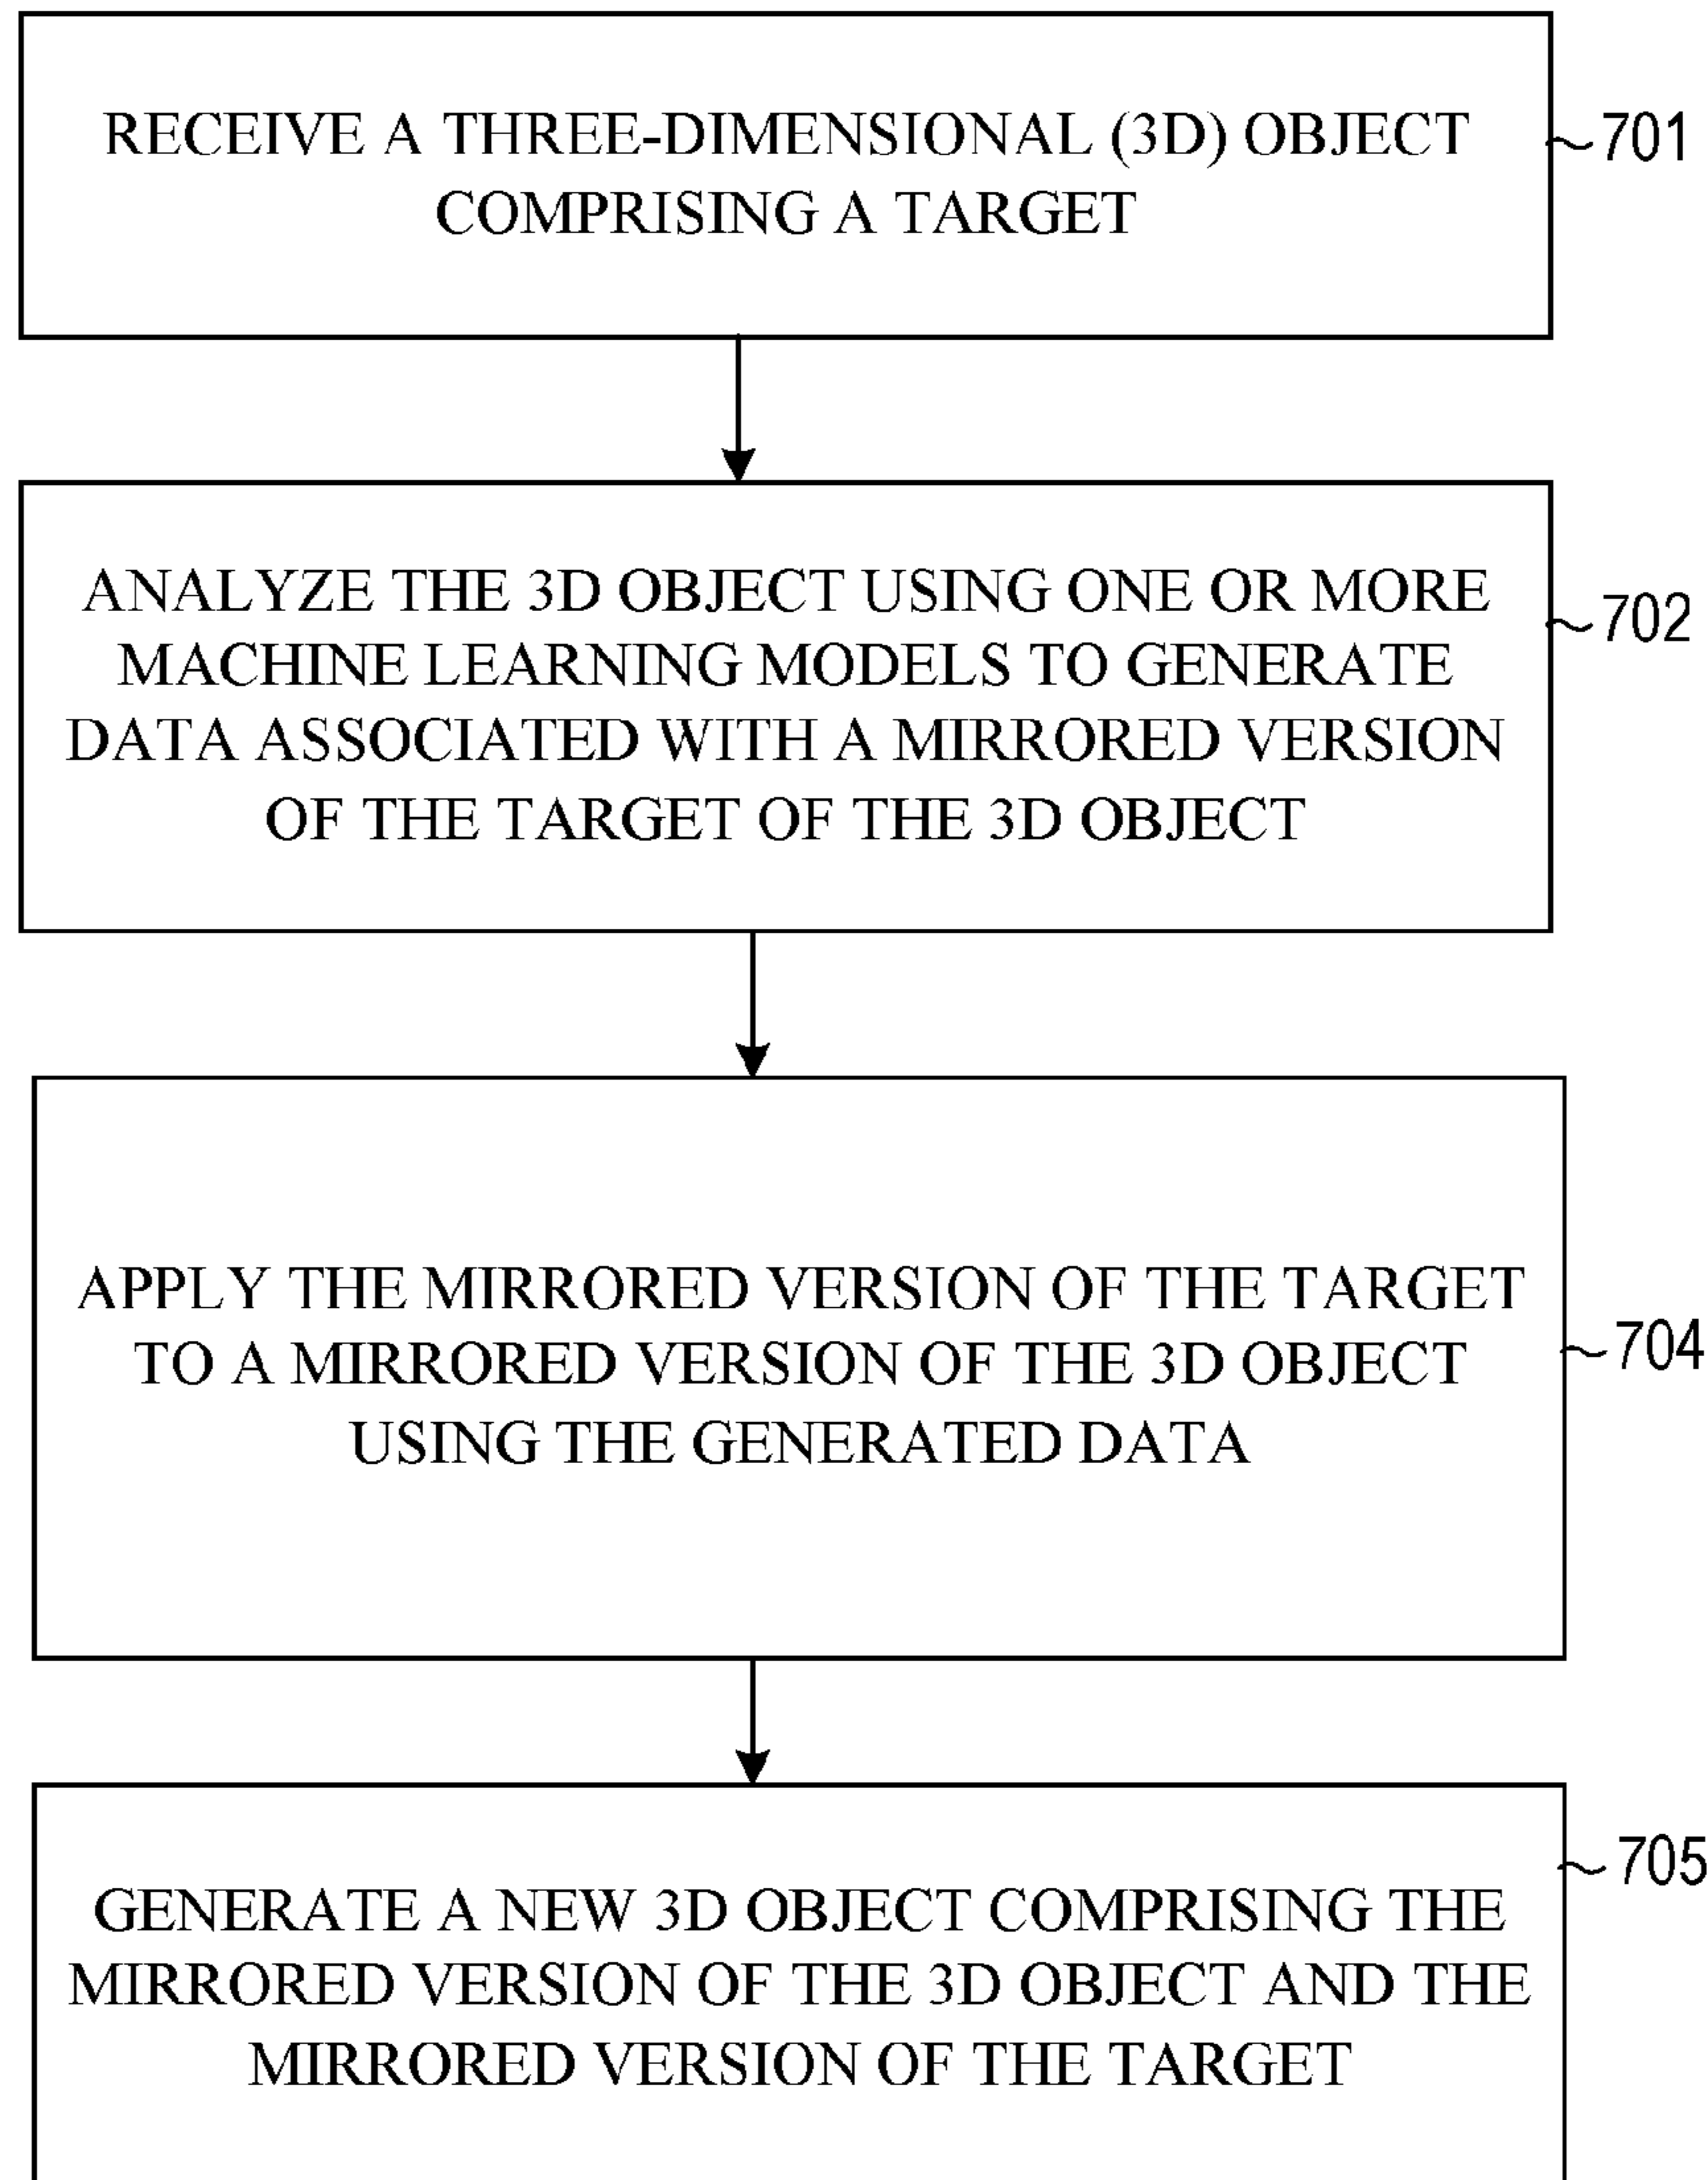 RECEIVE A THREE-DIMENSIONAL (3D) OBJECT
COMPRISING A TARGET
701
ANALYZE THE 3D OBJECT USING ONE OR MORE
MACHINE LEARNING MODELS TO GENERATE
DATA ASSOCIATED WITH A MIRRORED VERSION
OF THE TARGET OF THE 3D OBJECT
702
APPLY THE MIRRORED VERSION OF THE TARGET
TO A MIRRORED VERSION OF THE 3D OBJECT
USING THE GENERATED DATA
704
GENERATE A NEW 3D OBJECT COMPRISING THE
MIRRORED VERSION OF THE 3D OBJECT AND THE
MIRRORED VERSION OF THE TARGET
705